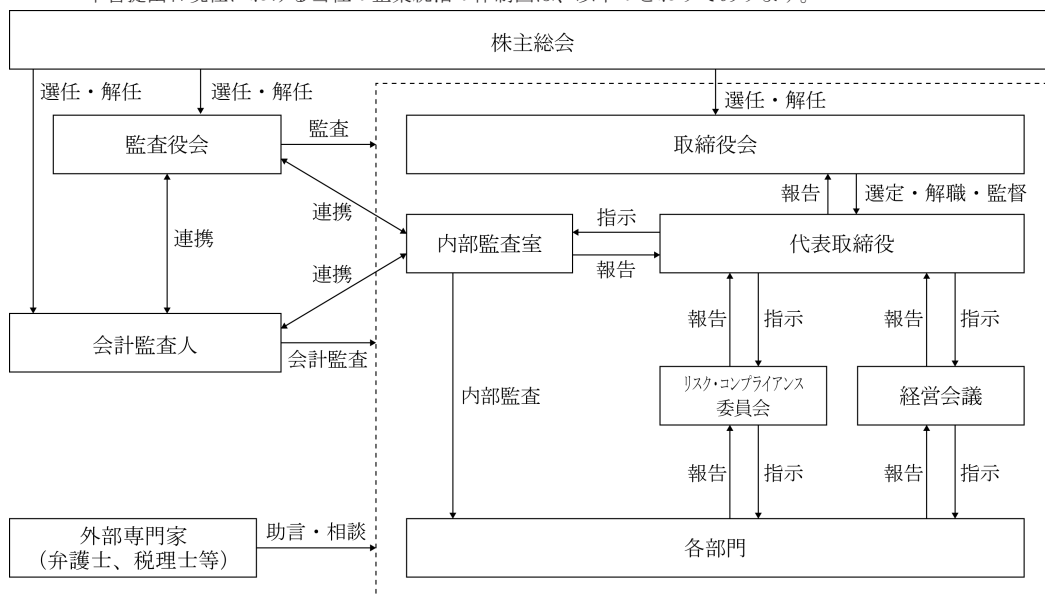 株主総会
選任・解任
選任・解任
選任・解任
監査役会
監査
取締役会
報告
選定・解職・監督
連携
連携
内部監査室
指示
報告
代表取締役
連携
会計監査人
会計監査
報告
指示
報告
指示
内部監査
リスク・コンプライアンス
委員会
経営会議
報告
指示
報告
指示
外部専門家
(弁護士、税理士等)
助言・相談
各部門